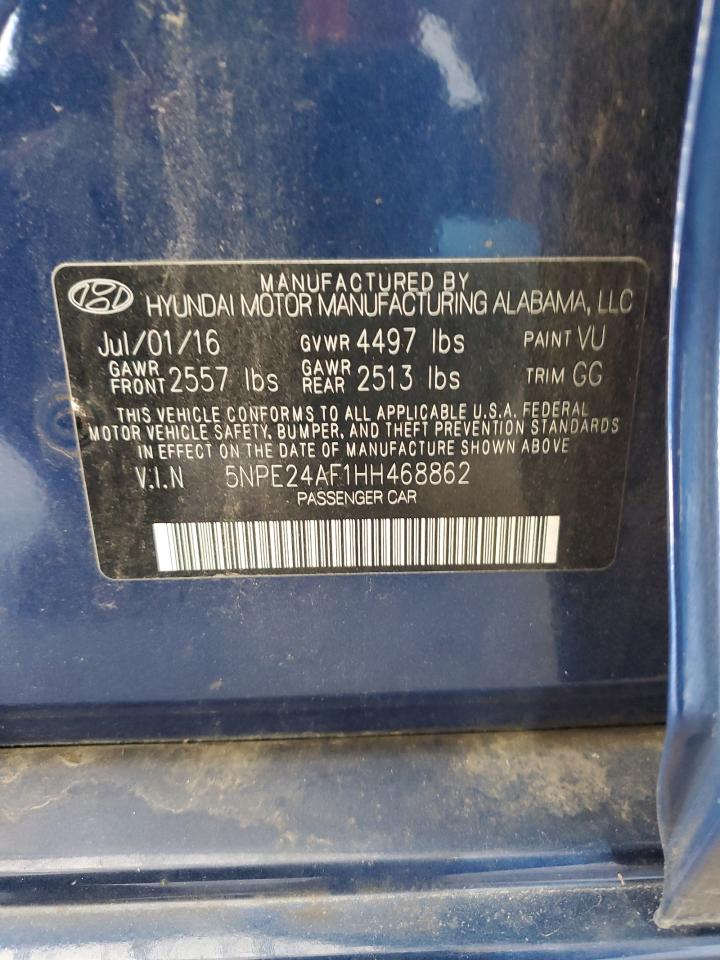 MANUFACTURED BY
HYUNDAI MOTOR MANUFACTURING ALABAMA, LLC
Jul/01/16 GVWR 4497 lbs PAINT VU
GAWR FRONT 2557 lbs GAWR REAR 2513 lbs TRIM GG
THIS VEHICLE CONFORMS TO ALL APPLICABLE U.S.A. FEDERAL
MOTOR VEHICLE SAFETY, BUMPER, AND THEFT PREVENTION STANDARDS
IN EFFECT ON THE DATE OF MANUFACTURE SHOWN ABOVE.
V.I.N 5NPE24AF1HH468862
PASSENGER CAR